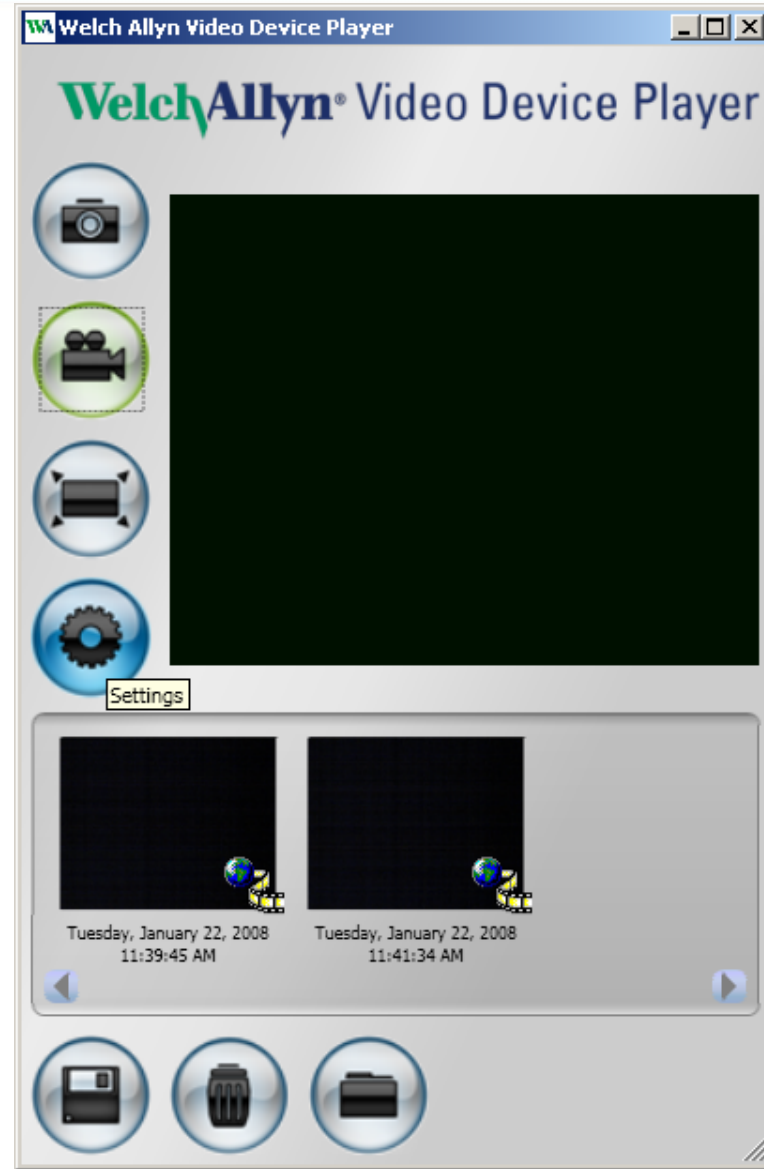 WA Welch Allyn Video Device Player
WelchAllyn® Video Device Player
Settings
Tuesday, January 22, 2008
11:39:45 AM
Tuesday, January 22, 2008
11:41:34 AM